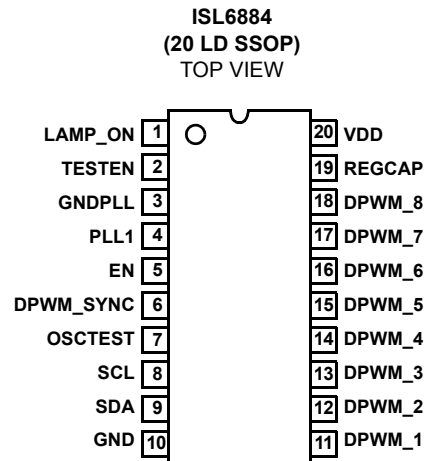 ISL6884
(20 LD SSOP)
TOP VIEW
LAMP_ON 1 20 VDD
TESTEN 2 19 REGCAP
GNDPLL 3 18 DPWM_8
PLL1 4 17 DPWM_7
EN 5 16 DPWM_6
DPWM_SYNC 6 15 DPWM_5
OSCTEST 7 14 DPWM_4
SCL 8 13 DPWM_3
SDA 9 12 DPWM_2
GND 10 11 DPWM_1